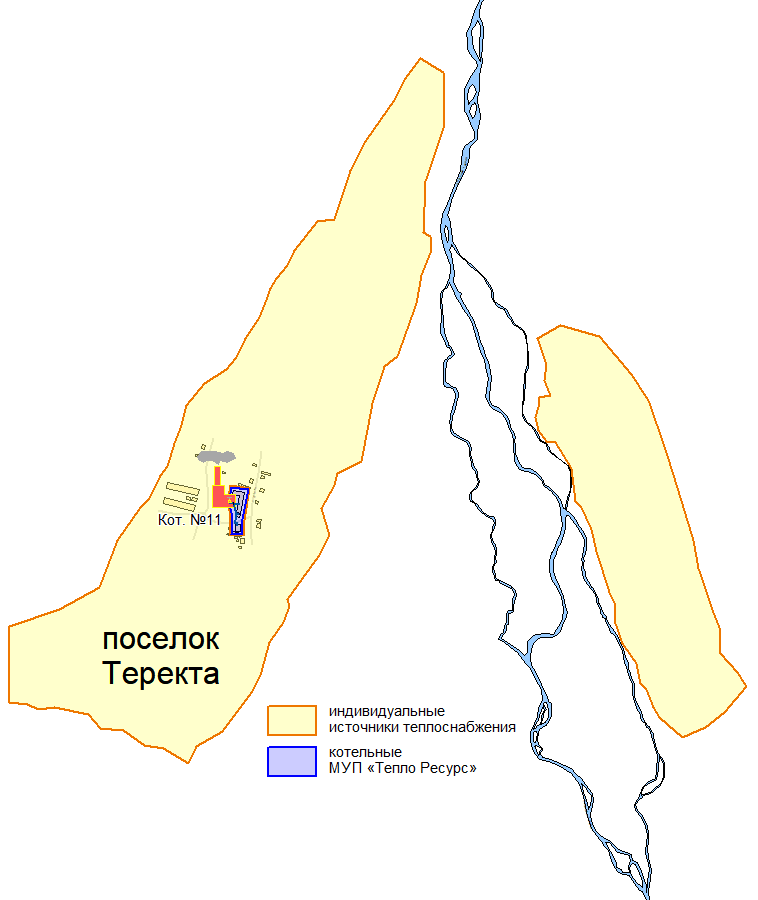 Кот. №11
поселок
Теректа
индивидуальные
источники теплоснабжения
котельные
МУП «Тепло Ресурс»